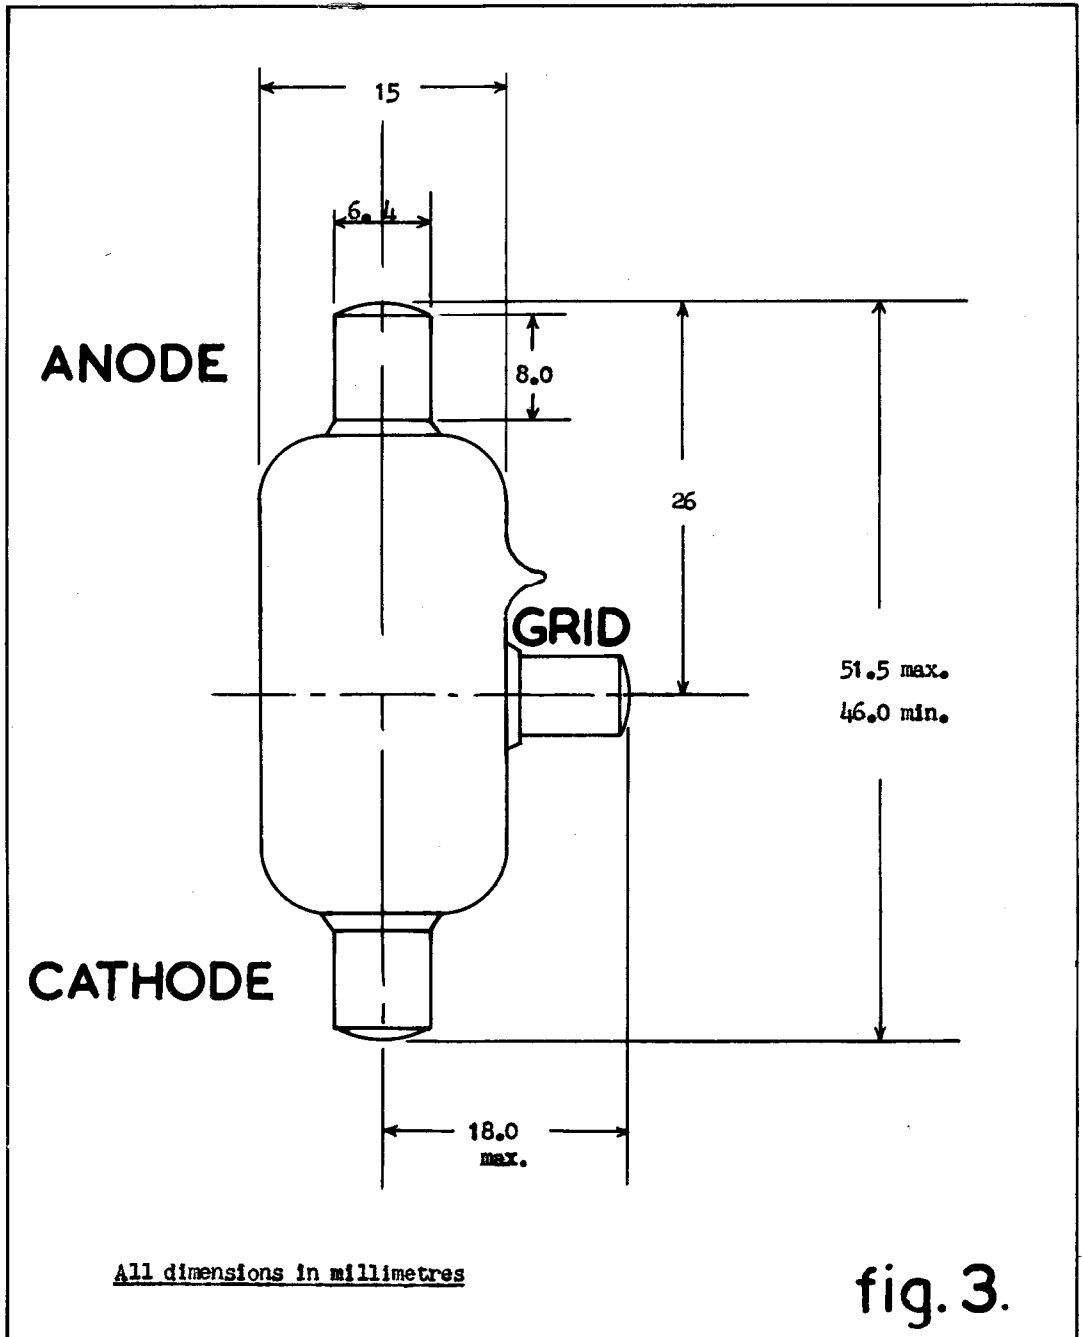 15
6.4
ANODE
8.0
26
GRID
51.5 max.
46.0 min.
CATHODE
18.0
max.
All dimensions in millimetres
fig. 3.